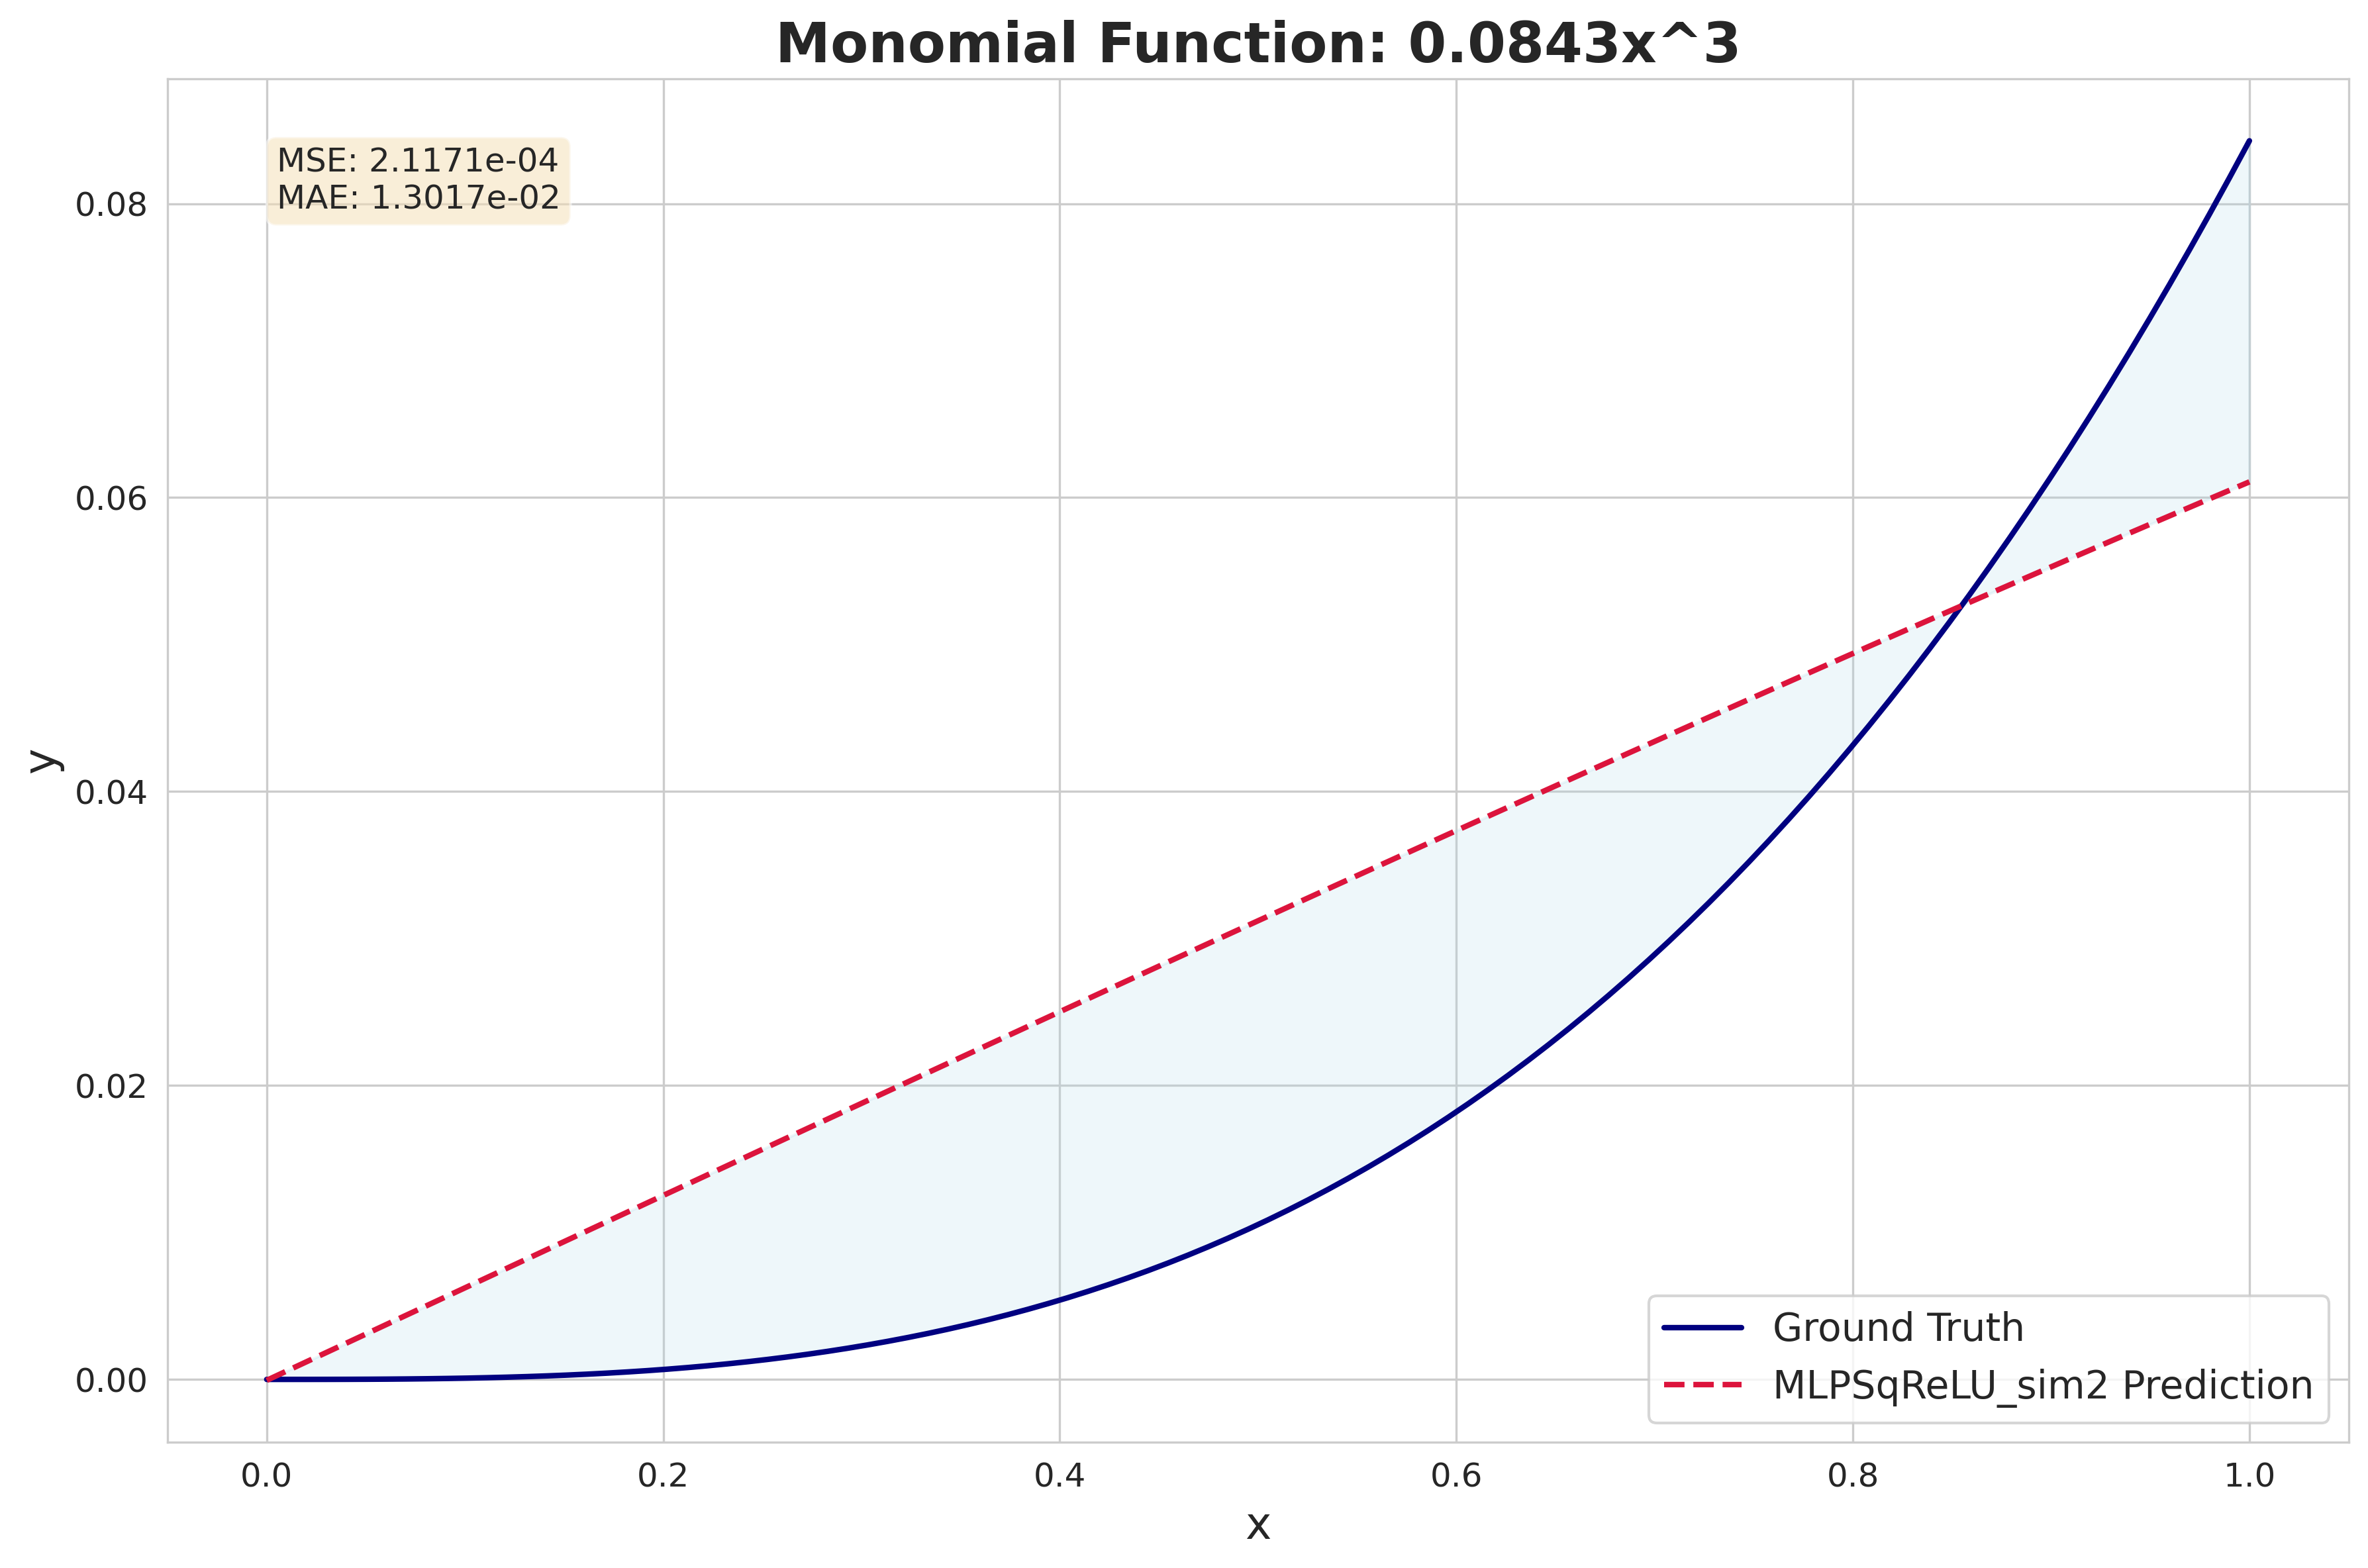 Monomial Function: 0.0843x^3
MSE: 2.1171e-04
MAE: 1.3017e-02
0.08
0.06
0.04
0.02
0.00
y
0.0 0.2 0.4 0.6 0.8 1.0
x
Ground Truth
MLPSqReLU_sim2 Prediction